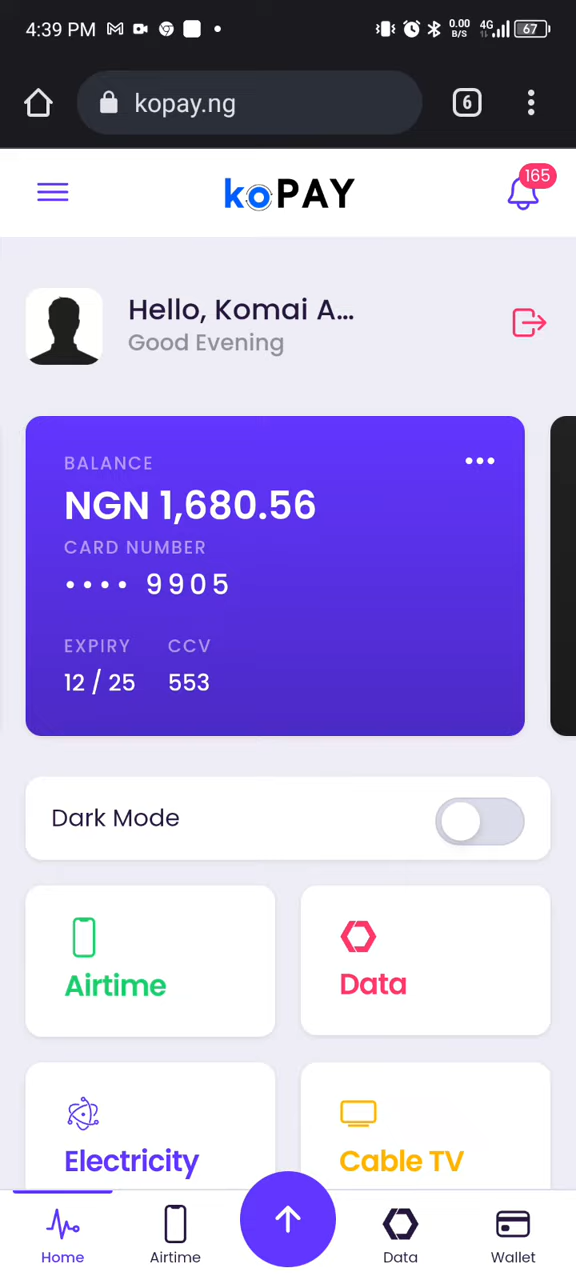 4:39 PM 0.00 B/S 4G 67
kopay.ng 6
koPAY 165
Hello, Komai A...
Good Evening
BALANCE
NGN 1,680.56
CARD NUMBER
•••• 9905
EXPIRY CCV
12 / 25 553
Dark Mode
Airtime Data
Electricity Cable TV
Home Airtime Data Wallet